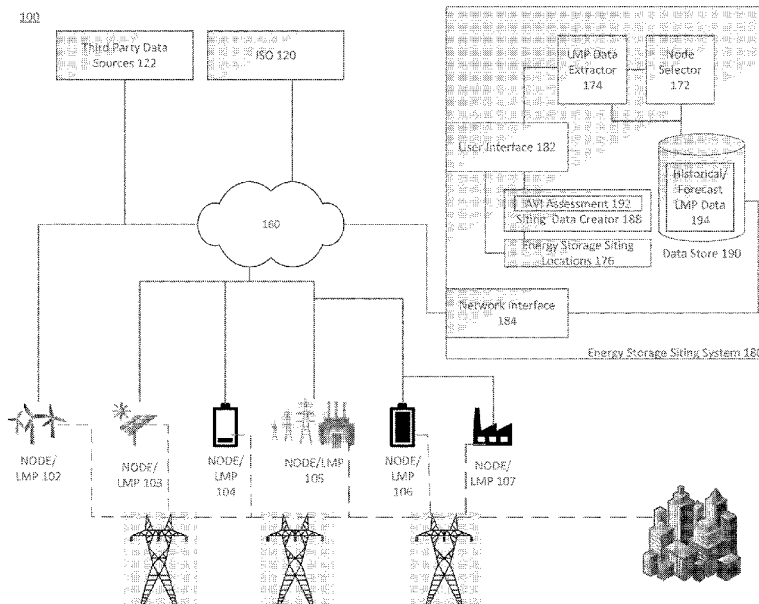 100
Third Party Data
Sources 122
ISO 120
LMP Data
Extractor
174
Node
Selector
172
User Interface 182
AVI Assessment 192
Siting Data Creator 188
Energy Storage Siting
Locations 176
Historical/
Forecast
LMP Data
194
Data Store 190
160
Network Interface
184
Energy Storage Siting System 180
NODE/
LMP 102
NODE/
LMP 103
NODE/
LMP
104
NODE/LMP
105
NODE/
LMP
106
NODE/
LMP 107